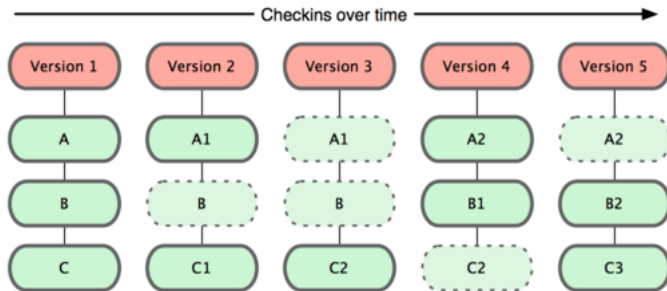 Checkins over time
Version 1 Version 2 Version 3 Version 4 Version 5
A A1 A1 A2 A2
B B B B1 B2
C C1 C2 C2 C3